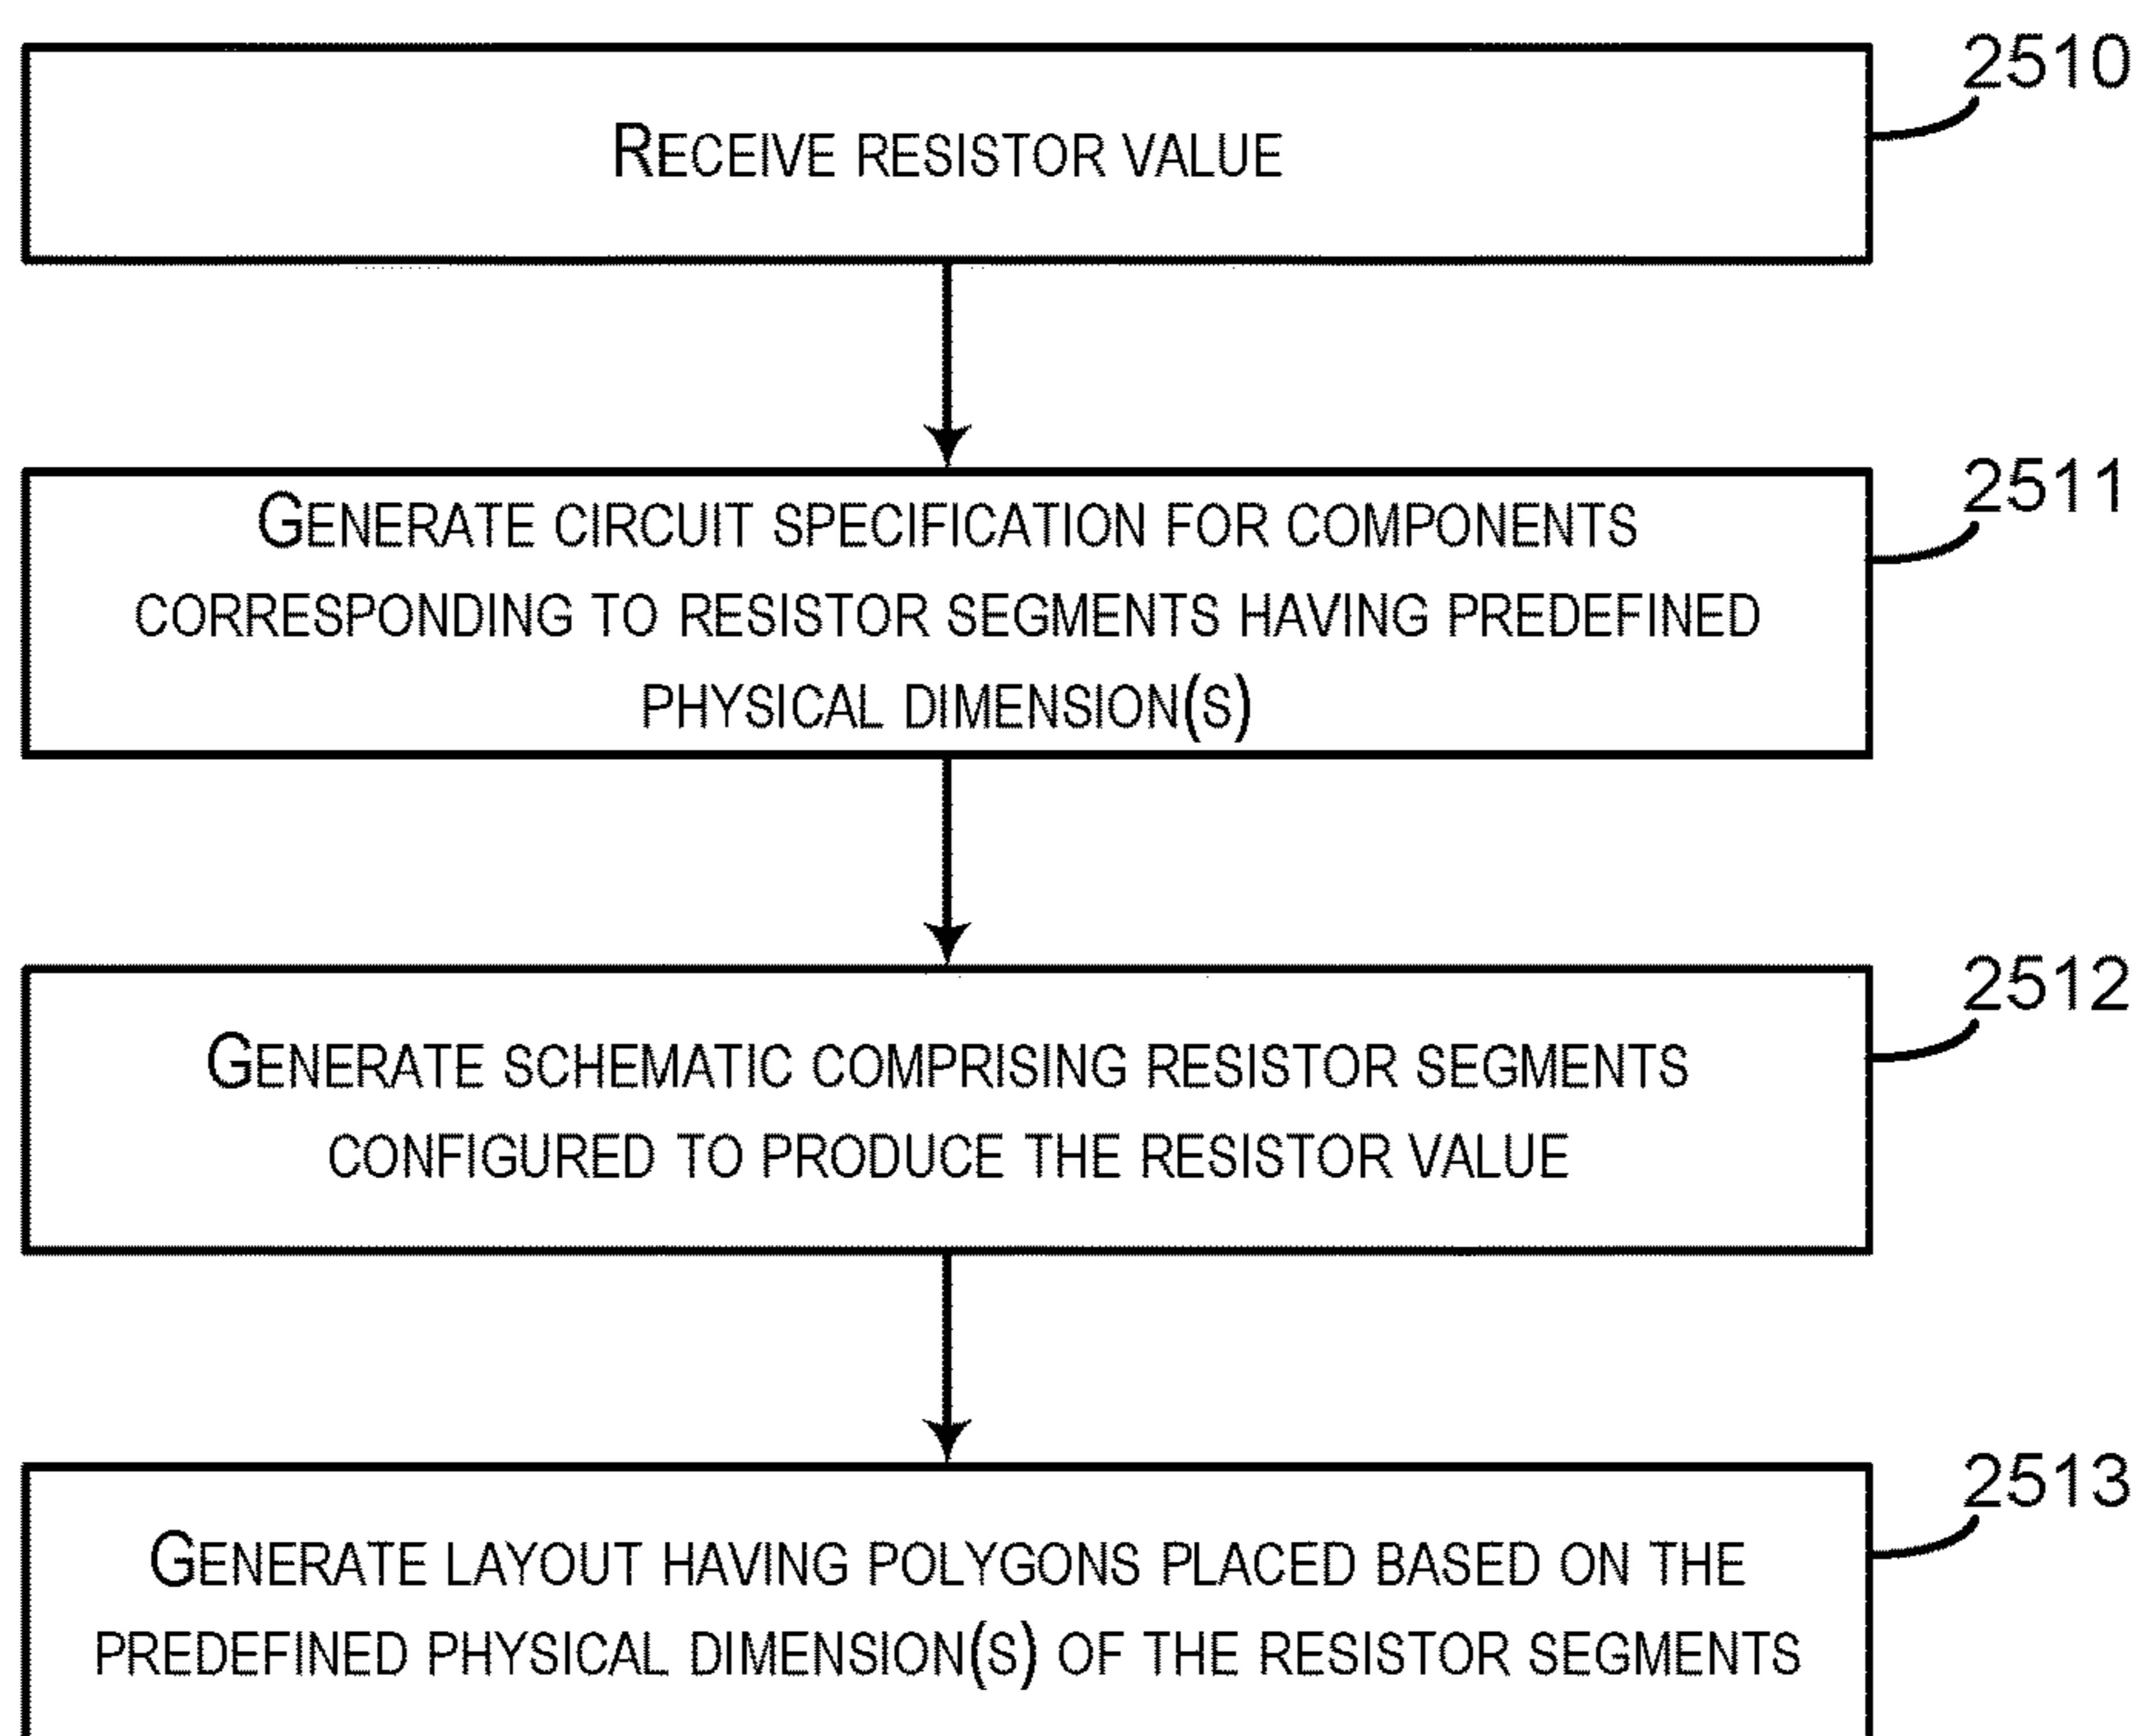 2510
RECEIVE RESISTOR VALUE
2511
GENERATE CIRCUIT SPECIFICATION FOR COMPONENTS
CORRESPONDING TO RESISTOR SEGMENTS HAVING PREDEFINED
PHYSICAL DIMENSION(S)
2512
GENERATE SCHEMATIC COMPRISING RESISTOR SEGMENTS
CONFIGURED TO PRODUCE THE RESISTOR VALUE
2513
GENERATE LAYOUT HAVING POLYGONS PLACED BASED ON THE
PREDEFINED PHYSICAL DIMENSION(S) OF THE RESISTOR SEGMENTS